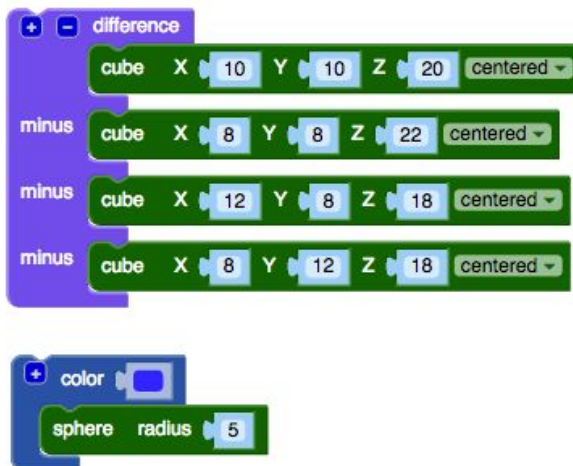 + - difference
cube X 10 Y 10 Z 20 centered
minus cube X 8 Y 8 Z 22 centered
minus cube X 12 Y 8 Z 18 centered
minus cube X 8 Y 12 Z 18 centered
+ color
sphere radius 5